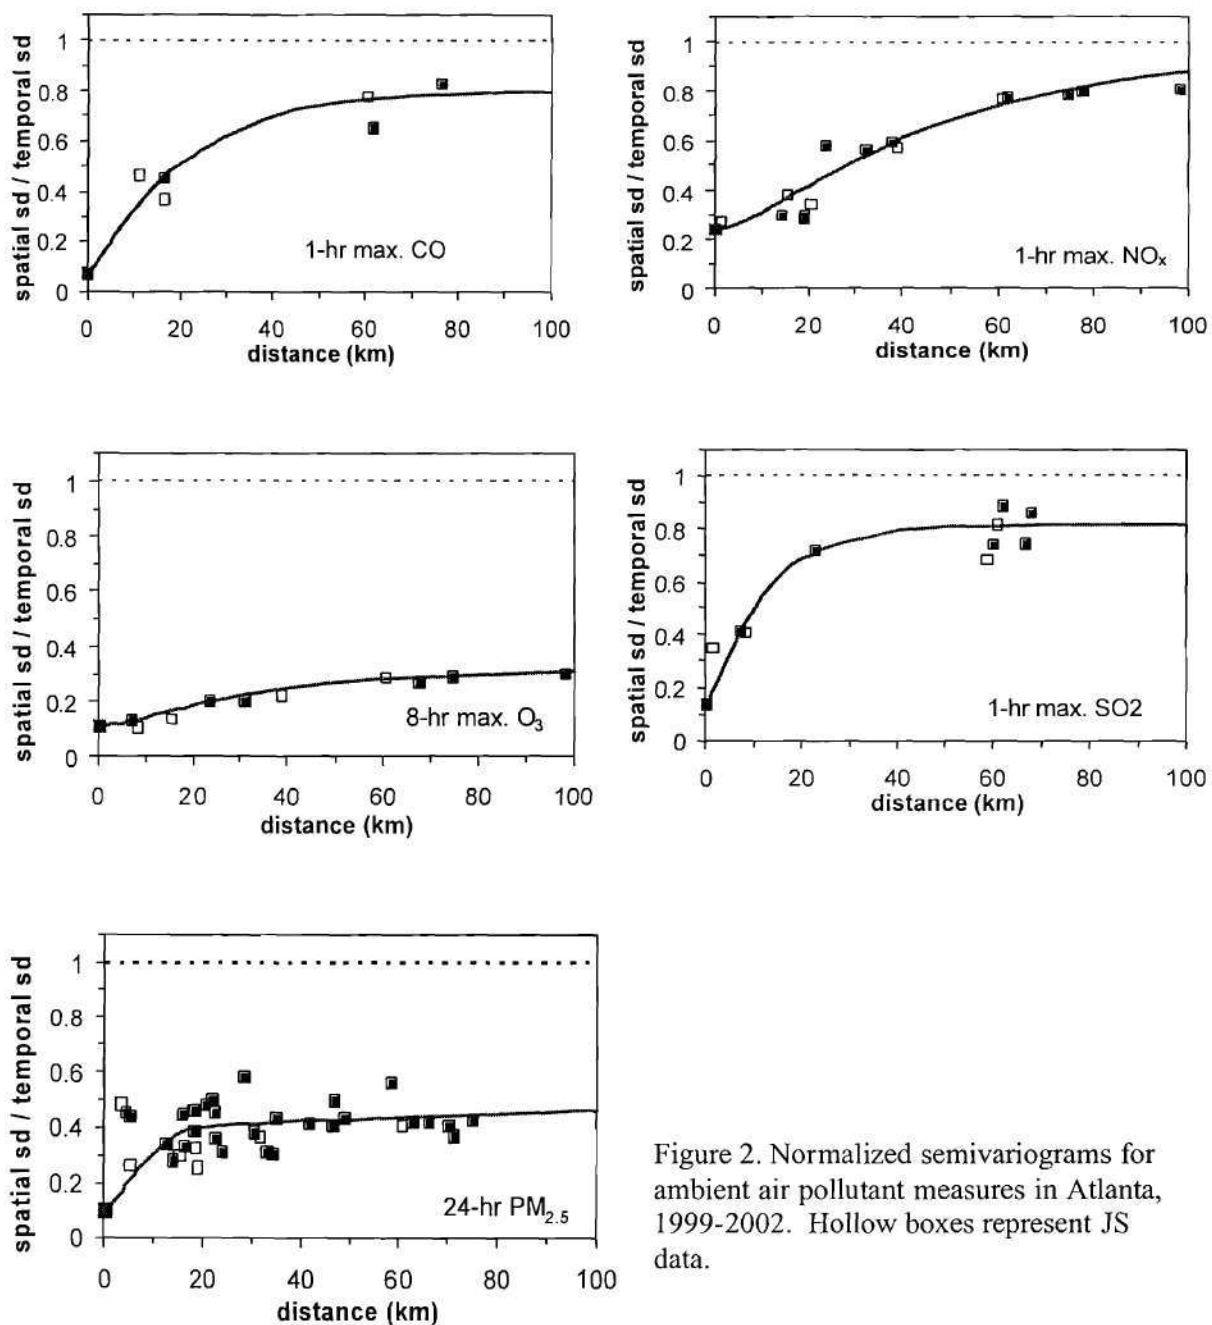 spatial sd / temporal sd
1
0.8
0.6
0.4
0.2
0
1-hr max. CO
0 20 40 60 80 100
distance (km)
spatial sd / temporal sd
1
0.8
0.6
0.4
0.2
0
1-hr max. NOx
0 20 40 60 80 100
distance (km)
spatial sd / temporal sd
1
0.8
0.6
0.4
0.2
0
8-hr max. O3
0 20 40 60 80 100
distance (km)
spatial sd / temporal sd
1
0.8
0.6
0.4
0.2
0
1-hr max. SO2
0 20 40 60 80 100
distance (km)
spatial sd / temporal sd
1
0.8
0.6
0.4
0.2
0
24-hr PM2.5
0 20 40 60 80 100
distance (km)
Figure 2. Normalized semivariograms for
ambient air pollutant measures in Atlanta,
1999-2002. Hollow boxes represent JS
data.